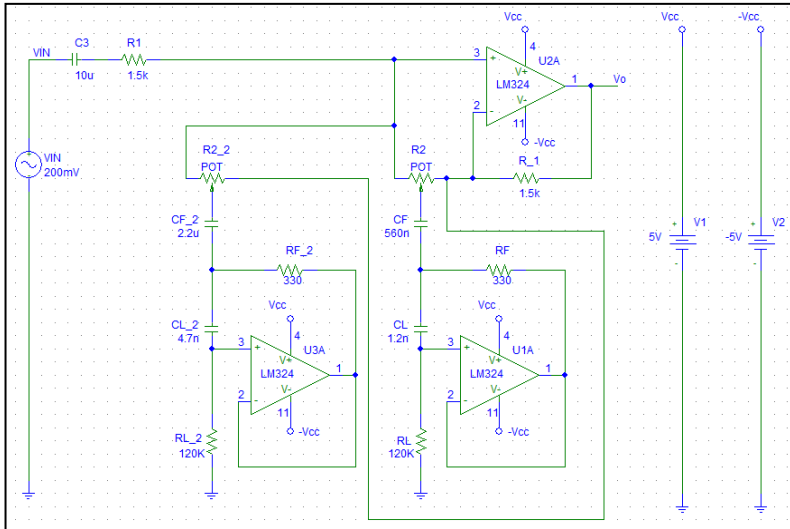 VIN
C3
10u
R1
1.5k
VIN
200mV
R2_2
POT
CF_2
2.2u
RF_2
330
CL_2
4.7n
RL_2
120K
Vcc
3
+
4
V+
U3A
LM324
1
2
-
V-
11
-Vcc
R2
POT
CF
560n
RF
330
CL
1.2n
RL
120K
Vcc
3
+
4
V+
U1A
LM324
1
2
-
V-
11
-Vcc
Vcc
3
+
4
V+
U2A
LM324
1
Vo
2
-
V-
11
-Vcc
R_1
1.5k
Vcc
V1
5V
+
-
-Vcc
V2
-5V
+
-